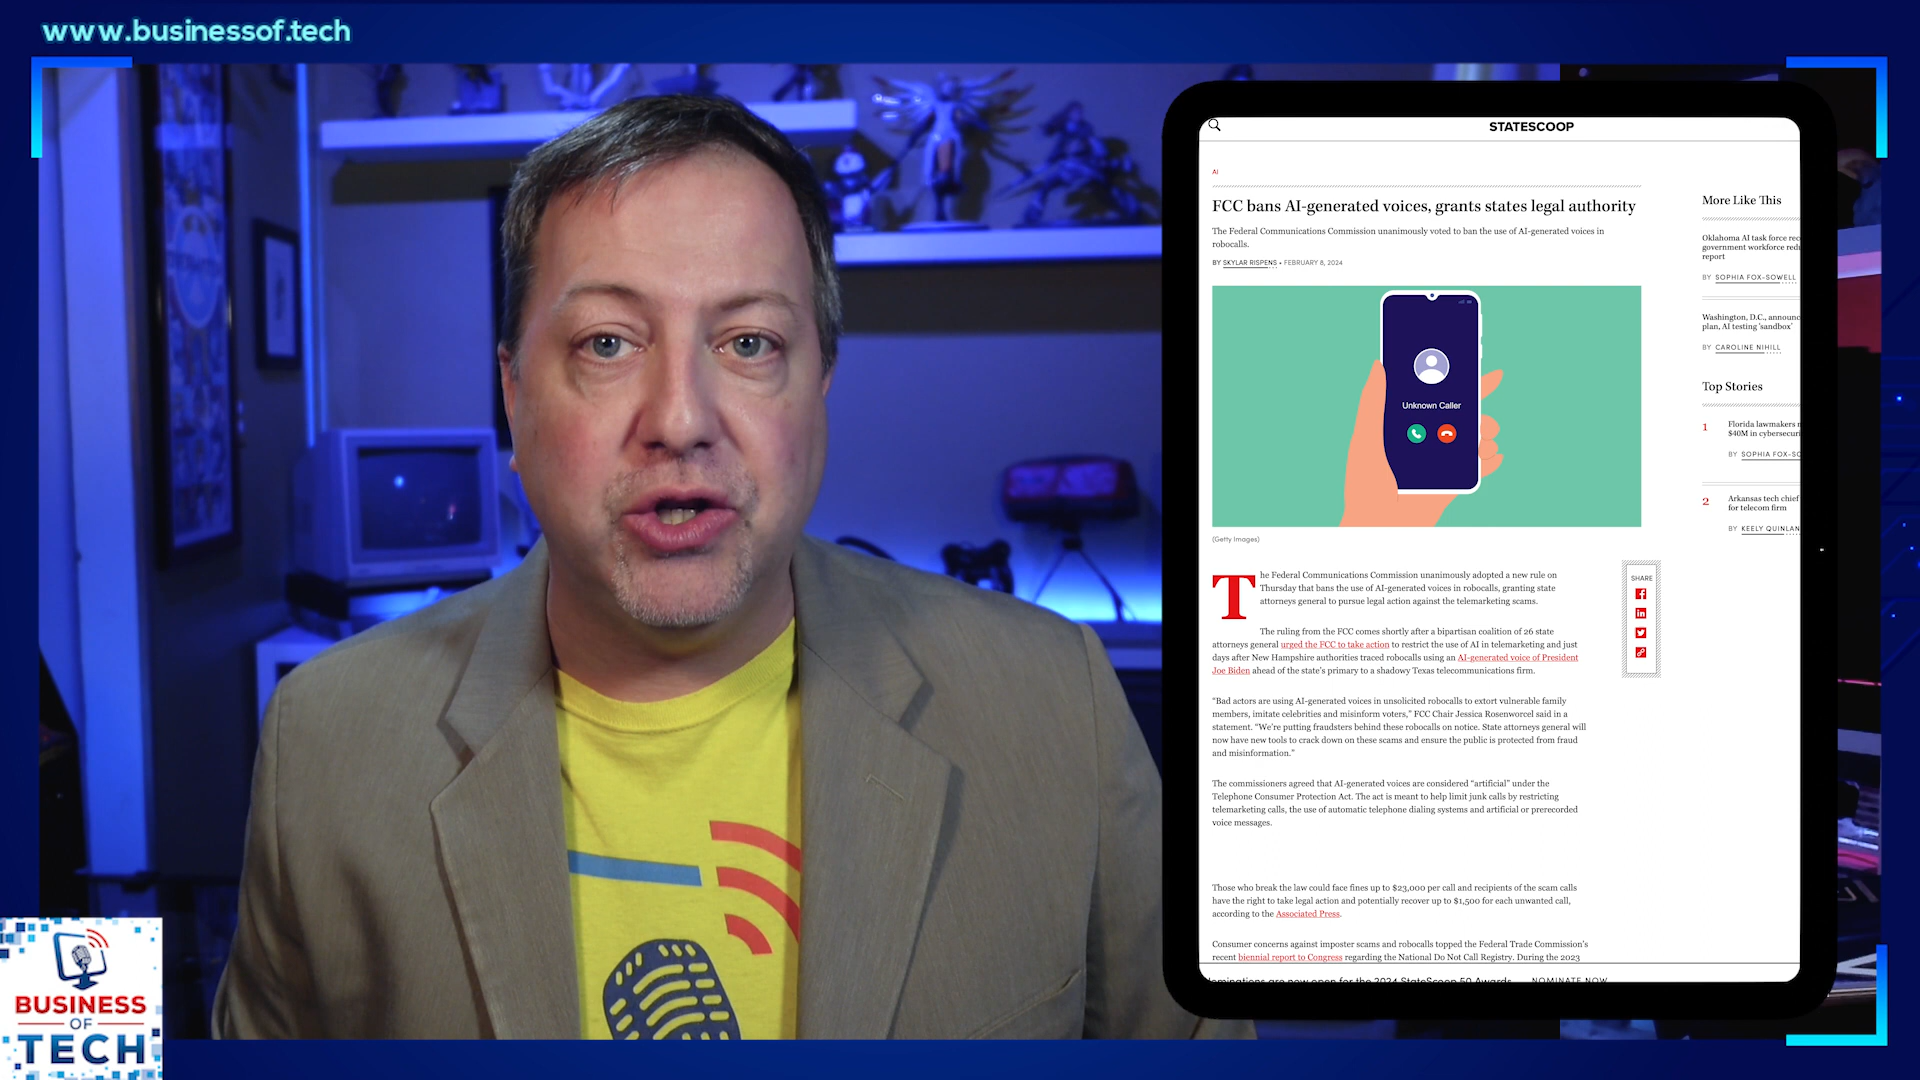 www.businessof.tech
STATESCOOP
AI
FCC bans AI-generated voices, grants states legal authority
The Federal Communications Commission unanimously voted to ban the use of AI-generated voices in
robocalls.
BY SKYLAR RISPENS • FEBRUARY 8, 2024
Unknown Caller
(Getty Images)
The Federal Communications Commission unanimously adopted a new rule on
Thursday that bans the use of AI-generated voices in robocalls, granting state
attorneys general to pursue legal action against the telemarketing scams.
The ruling from the FCC comes shortly after a bipartisan coalition of 26 state
attorneys general urged the FCC to take action to restrict the use of AI in telemarketing and just
days after New Hampshire authorities traced robocalls using an AI-generated voice of President
Joe Biden ahead of the state's primary to a shadowy Texas telecommunications firm.
"Bad actors are using AI-generated voices in unsolicited robocalls to extort vulnerable family
members, imitate celebrities and misinform voters," FCC Chair Jessica Rosenworcel said in a
statement. "We're putting fraudsters behind these robocalls on notice. State attorneys general will
now have new tools to crack down on these scams and ensure the public is protected from fraud
and misinformation."
The commissioners agreed that AI-generated voices are considered "artificial" under the
Telephone Consumer Protection Act. The act is meant to help limit junk calls by restricting
telemarketing calls, the use of automatic telephone dialing systems and artificial or prerecorded
voice messages.
Those who break the law could face fines up to $23,000 per call and recipients of the scam calls
have the right to take legal action and potentially recover up to $1,500 for each unwanted call,
according to the Associated Press.
Consumer concerns against imposter scams and robocalls topped the Federal Trade Commission's
recent biennial report to Congress regarding the National Do Not Call Registry. During the 2023
Nominations are now open for the 2024 StateScoop 50 Awards NOMINATE NOW
SHARE
More Like This
Oklahoma AI task force
government workforce
report
BY SOPHIA FOX-SOWELL
Washington, D.C.,
plan, AI testing 'sandbox'
BY CAROLINE NIHILL
Top Stories
1
Florida lawmakers
$40M in
BY SOPHIA
2
Arkansas tech chief
for telecom firm
BY KEELY QUINLAN
BUSINESS
OF
TECH